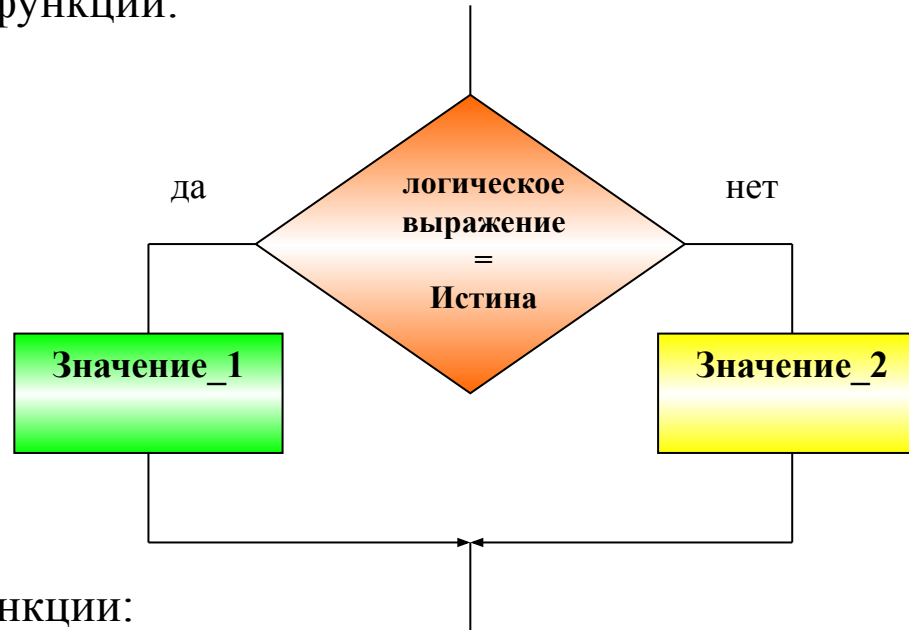 функции:
да
логическое
выражение
=
Истина
нет
Значение_1
Значение_2
нкции: